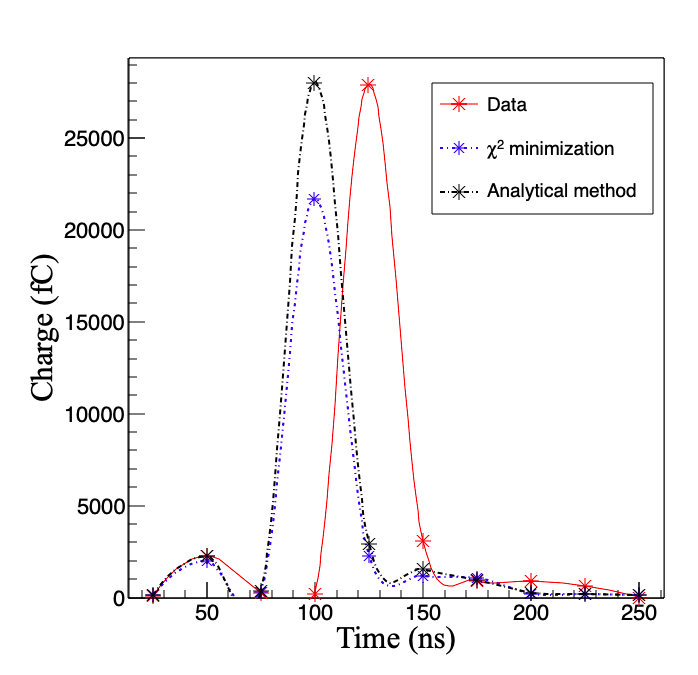 Data
χ² minimization
Analytical method
25000
20000
15000
10000
5000
0
Charge (fC)
50 100 150 200 250
Time (ns)